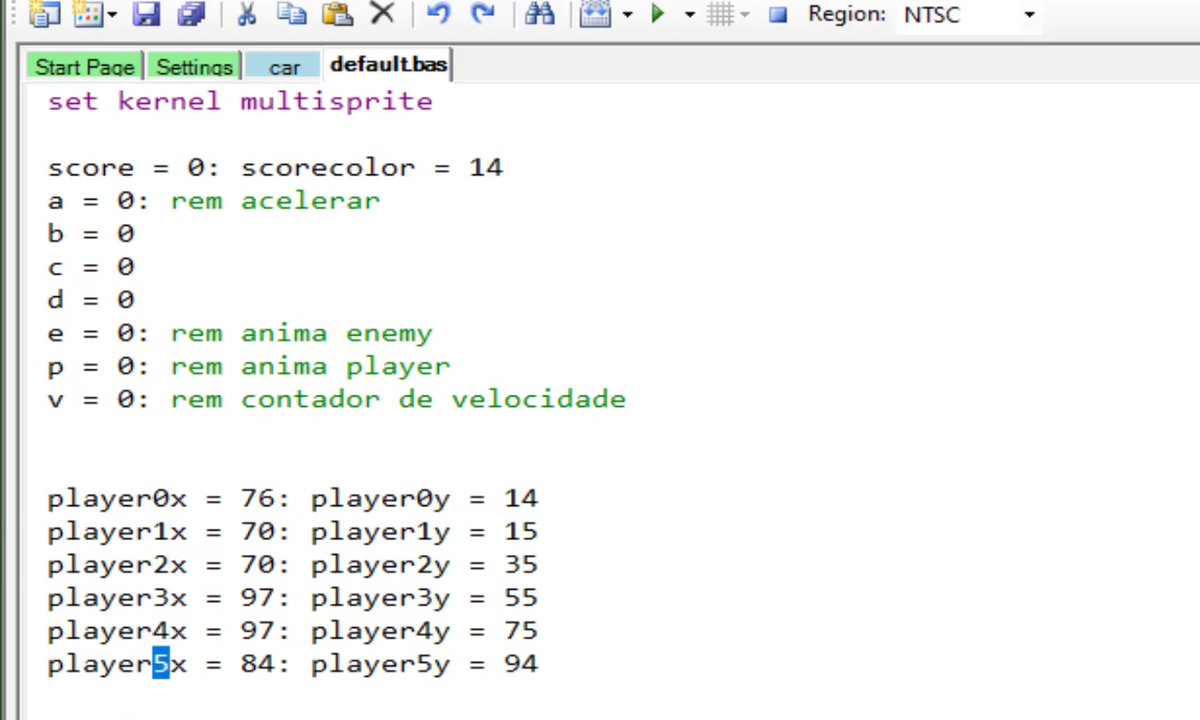 Region: NTSC
Start Page Settings car default.bas
set kernel multisprite
score = 0: scorecolor = 14
a = 0: rem acelerar
b = 0
c = 0
d = 0
e = 0: rem anima enemy
p = 0: rem anima player
v = 0: rem contador de velocidade
player0x = 76: player0y = 14
player1x = 70: player1y = 15
player2x = 70: player2y = 35
player3x = 97: player3y = 55
player4x = 97: player4y = 75
player5x = 84: player5y = 94